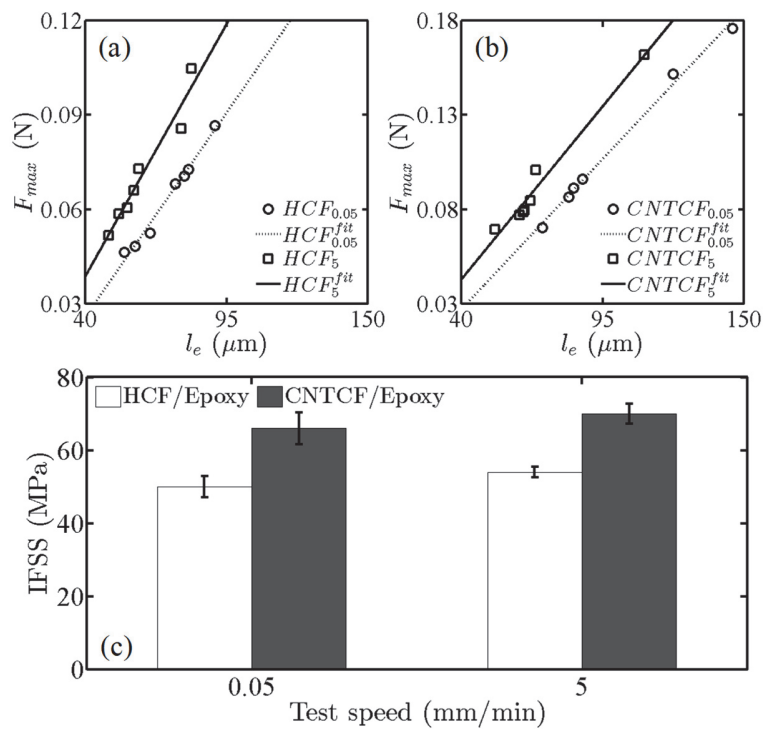 (a)
0.12
0.09
0.06
0.03
F_max (N)
HCF_0.05
HCF_0.05^fit
HCF_5
HCF_5^fit
40 95 150
l_e (μm)
(b)
0.18
0.13
0.08
0.03
F_max (N)
CNTCF_0.05
CNTCF_0.05^fit
CNTCF_5
CNTCF_5^fit
40 95 150
l_e (μm)
80
60
40
20
0
IFSS (MPa)
HCF/Epoxy CNTCF/Epoxy
(c)
0.05 5
Test speed (mm/min)